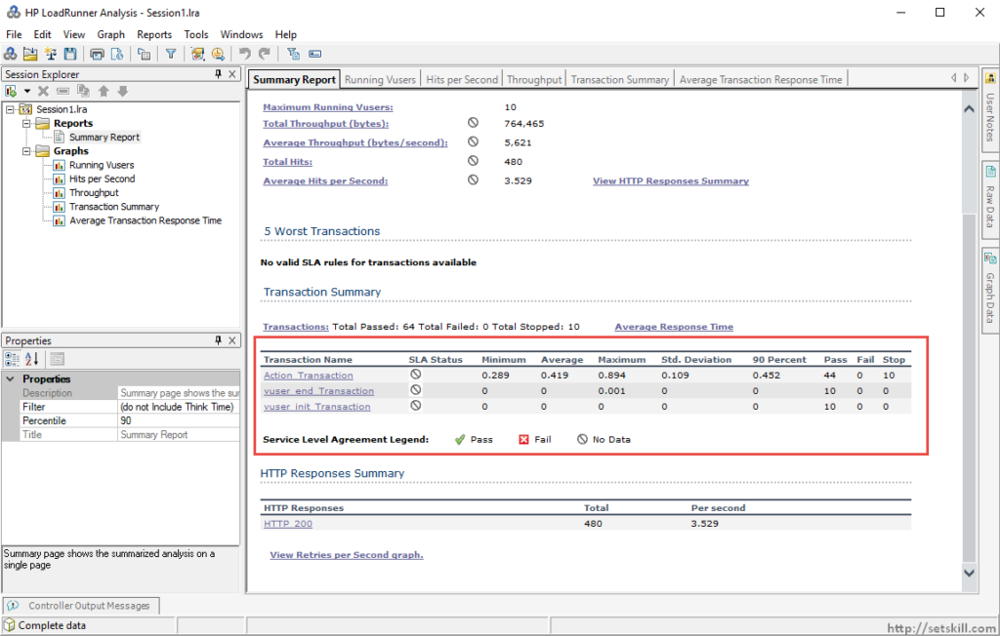 HP LoadRunner Analysis - Session1.lra
File Edit View Graph Reports Tools Windows Help
Session Explorer
Session1.lra
Reports
Summary Report
Graphs
Running Vusers
Hits per Second
Throughput
Transaction Summary
Average Transaction Response Time
Properties
Properties
Description Summary page shows the sur
Filter (do not Include Think Time)
Percentile 90
Title Summary Report
Summary page shows the summarized analysis on a
single page
Summary Report Running Vusers Hits per Second Throughput Transaction Summary Average Transaction Response Time
Maximum Running Vusers: 10
Total Throughput (bytes): 764,465
Average Throughput (bytes/second): 5,621
Total Hits: 480
Average Hits per Second: 3.529 View HTTP Responses Summary
5 Worst Transactions
No valid SLA rules for transactions available
Transaction Summary
Transactions: Total Passed: 64 Total Failed: 0 Total Stopped: 10 Average Response Time
Transaction Name SLA Status Minimum Average Maximum Std. Deviation 90 Percent Pass Fail Stop
Action_Transaction 0.289 0.419 0.894 0.109 0.452 44 0 10
vuser_end_Transaction 0 0 0.001 0 0 10 0 0
vuser_init_Transaction 0 0 0 0 0 10 0 0
Service Level Agreement Legend: Pass Fail No Data
HTTP Responses Summary
HTTP Responses Total Per second
HTTP_200 480 3.529
View Retries per Second graph.
User Notes
Raw Data
Graph Data
Controller Output Messages
Complete data
http://setskill.com